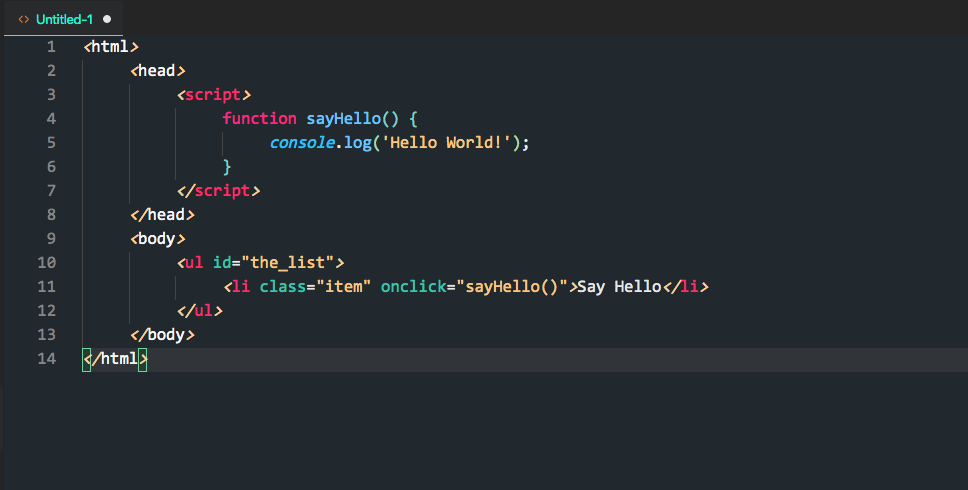 <> Untitled-1 ●
1 <html>
2 <head>
3 <script>
4 function sayHello() {
5 console.log('Hello World!');
6 }
7 </script>
8 </head>
9 <body>
10 <ul id="the_list">
11 <li class="item" onclick="sayHello()">Say Hello</li>
12 </ul>
13 </body>
14 </html>